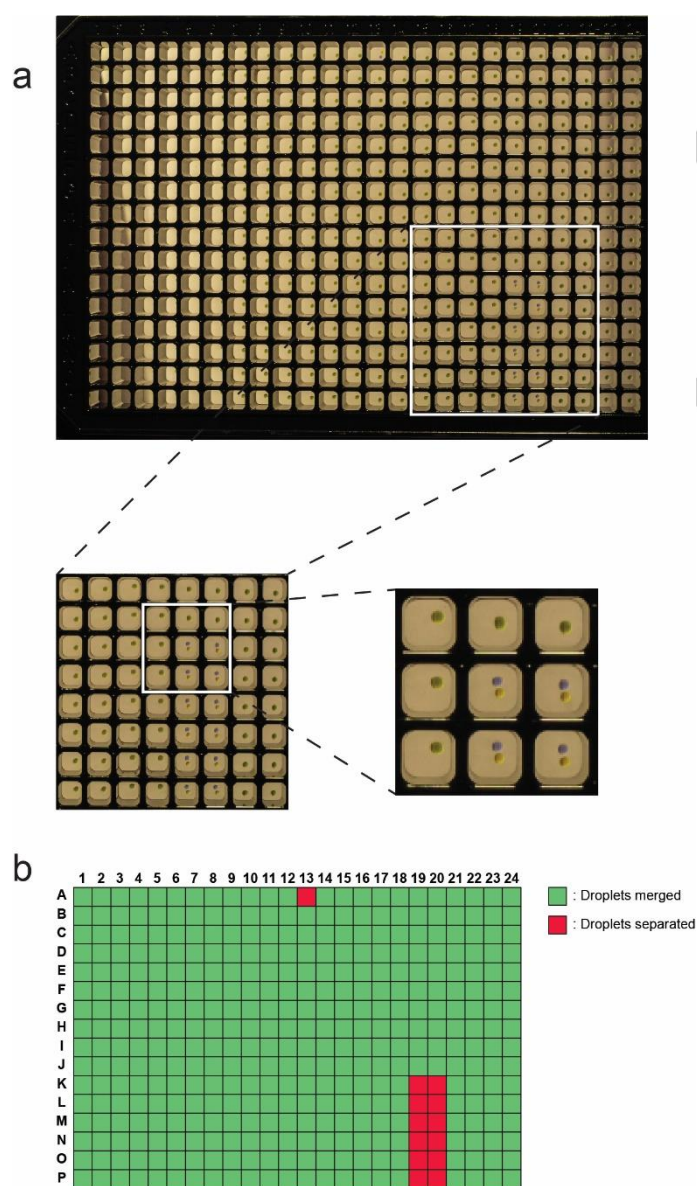 a
b
1 2 3 4 5 6 7 8 9 10 11 12 13 14 15 16 17 18 19 20 21 22 23 24
A
: Droplets merged
B
: Droplets separated
C
D
E
F
G
H
I
J
K
L
M
N
O
P